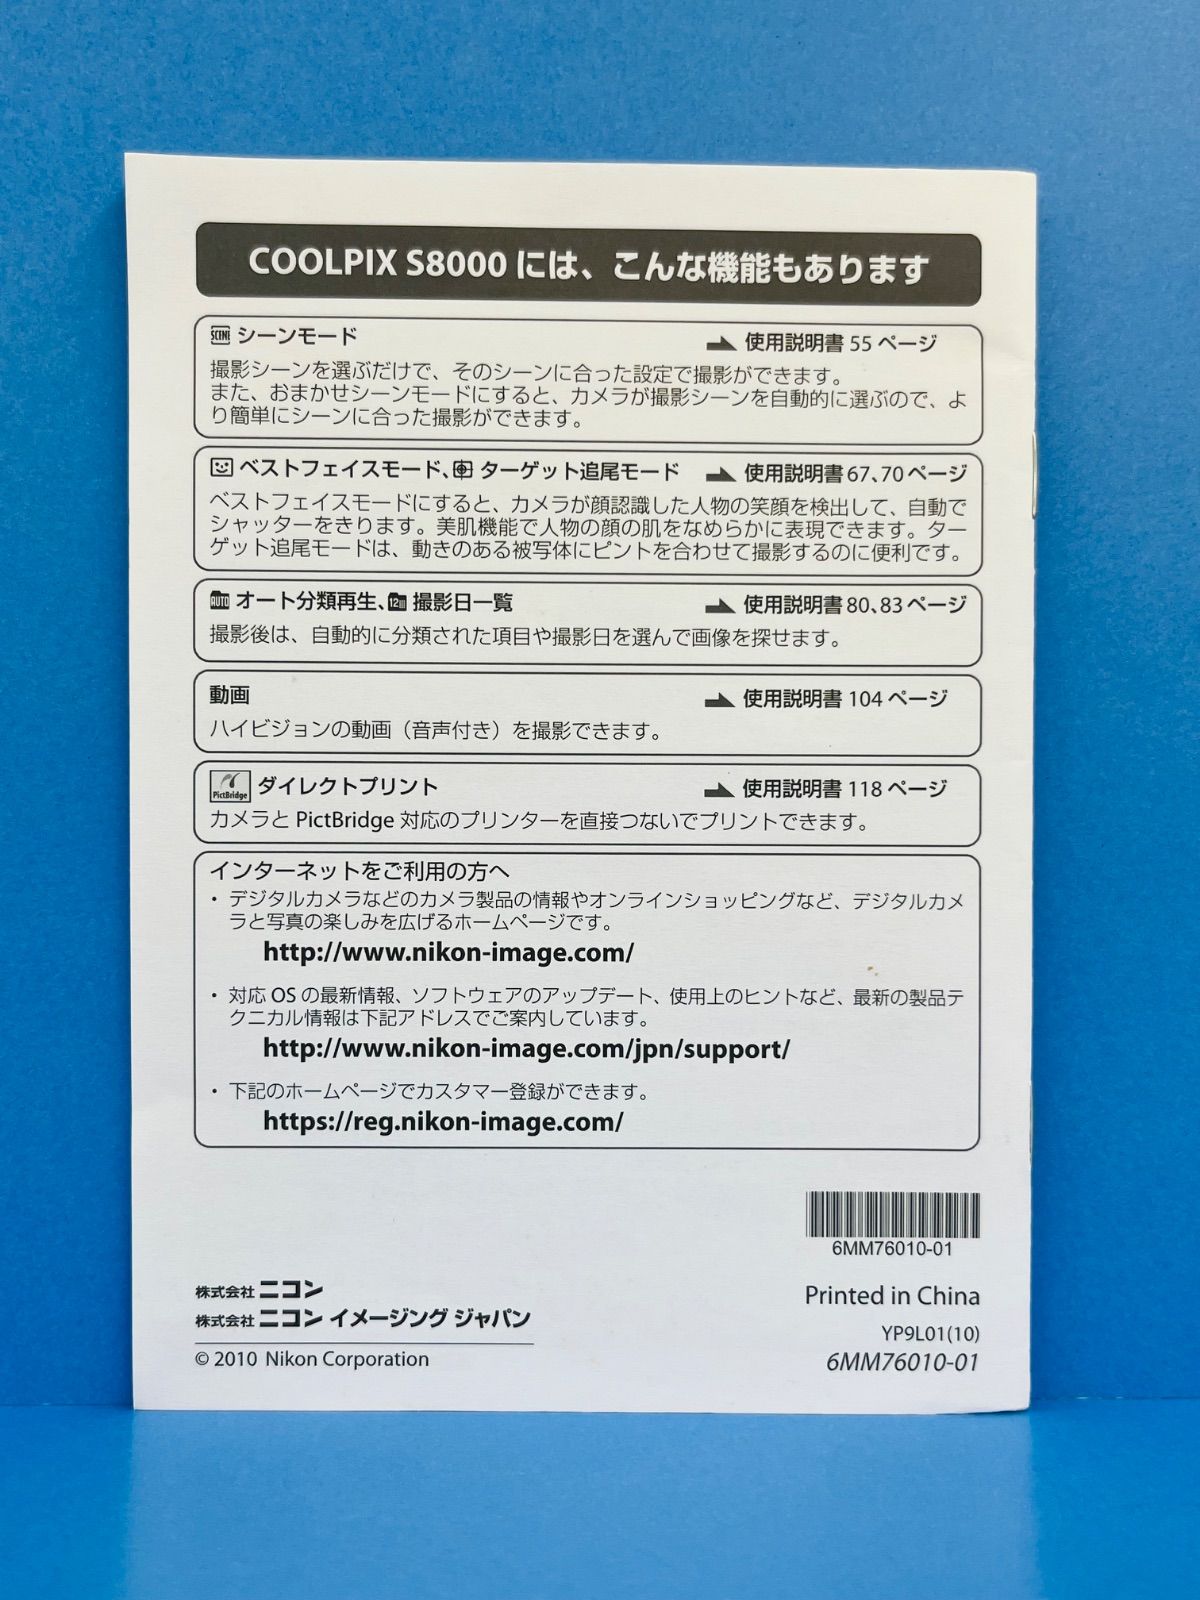 COOLPIX S8000 には、こんな機能もあります
SCENE シーンモード
使用説明書 55 ページ
撮影シーンを選ぶだけで、そのシーンに合った設定で撮影ができます。
また、おまかせシーンモードにすると、カメラが撮影シーンを自動的に選ぶので、よ
り簡単にシーンに合った撮影ができます。
ベストフェイスモード、ターゲット追尾モード
使用説明書 67、70 ページ
ベストフェイスモードにすると、カメラが顔認識した人物の笑顔を検出して、自動で
シャッターをきります。美肌機能で人物の顔の肌をなめらかに表現できます。ター
ゲット追尾モードは、動きのある被写体にピントを合わせて撮影するのに便利です。
AUTO オート分類再生、12 撮影日一覧
使用説明書 80、83 ページ
撮影後は、自動的に分類された項目や撮影日を選んで画像を探せます。
動画
使用説明書 104 ページ
ハイビジョンの動画（音声付き）を撮影できます。
PictBridge ダイレクトプリント
使用説明書 118 ページ
カメラと PictBridge 対応のプリンターを直接つないでプリントできます。
インターネットをご利用の方へ
・ デジタルカメラなどのカメラ製品の情報やオンラインショッピングなど、デジタルカメ
ラと写真の楽しみを広げるホームページです。
http://www.nikon-image.com/
・ 対応 OS の最新情報、ソフトウェアのアップデート、使用上のヒントなど、最新の製品テ
クニカル情報は下記アドレスでご案内しています。
http://www.nikon-image.com/jpn/support/
・ 下記のホームページでカスタマー登録ができます。
https://reg.nikon-image.com/
6MM76010-01
株式会社 ニコン
株式会社 ニコン イメージング ジャパン
© 2010 Nikon Corporation
Printed in China
YP9L01(10)
6MM76010-01